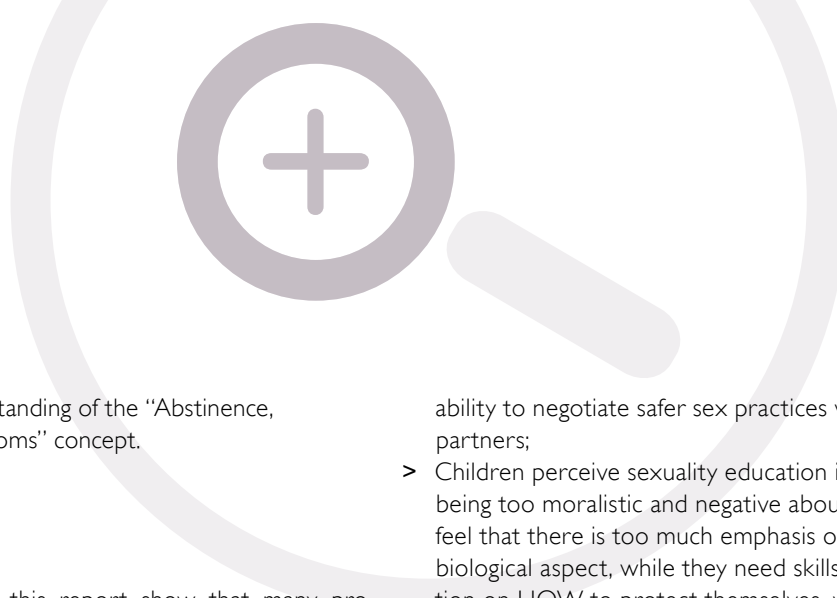 tanding of the “Abstinence,
oms” concept.
this report show that many pro
ability to negotiate safer sex practices
partners;
> Children perceive sexuality education
being too moralistic and negative abou
feel that there is too much emphasis o
biological aspect, while they need skills
tion on HOW to protect themselves,